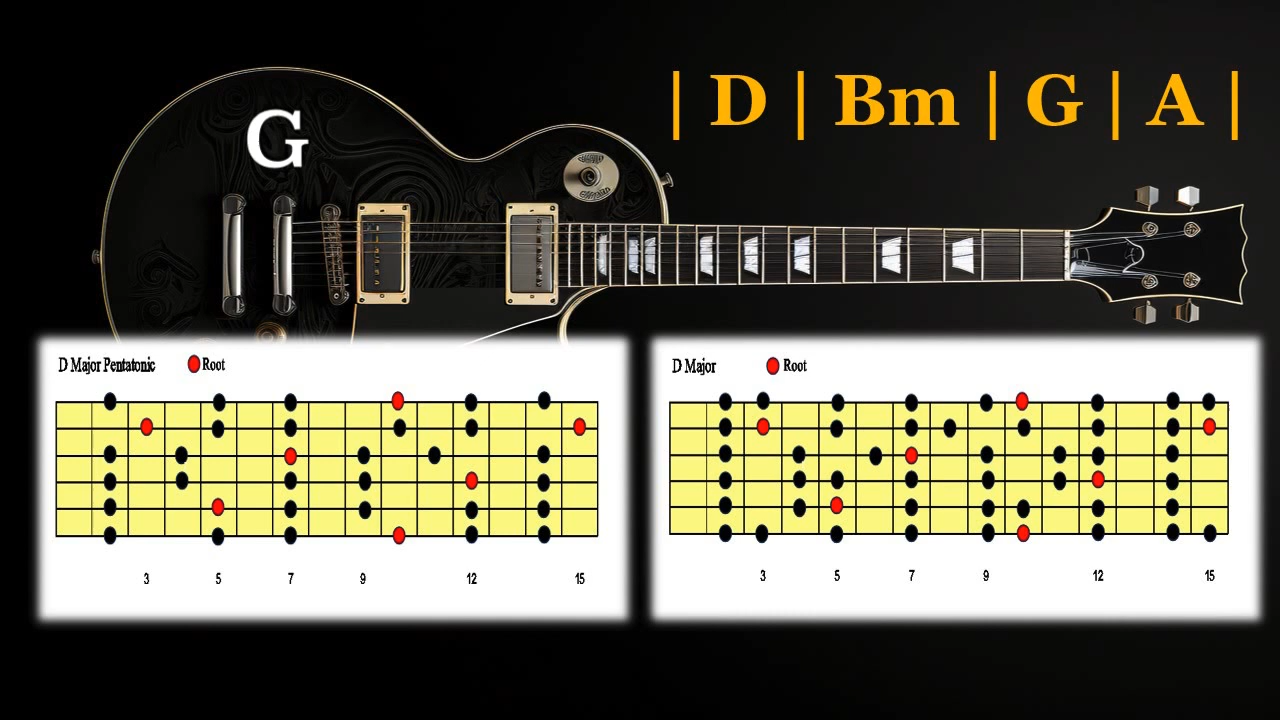 | D | Bm | G | A |
G
D Major Pentatonic Root
3 5 7 9 12 15
D Major Root
3 5 7 9 12 15